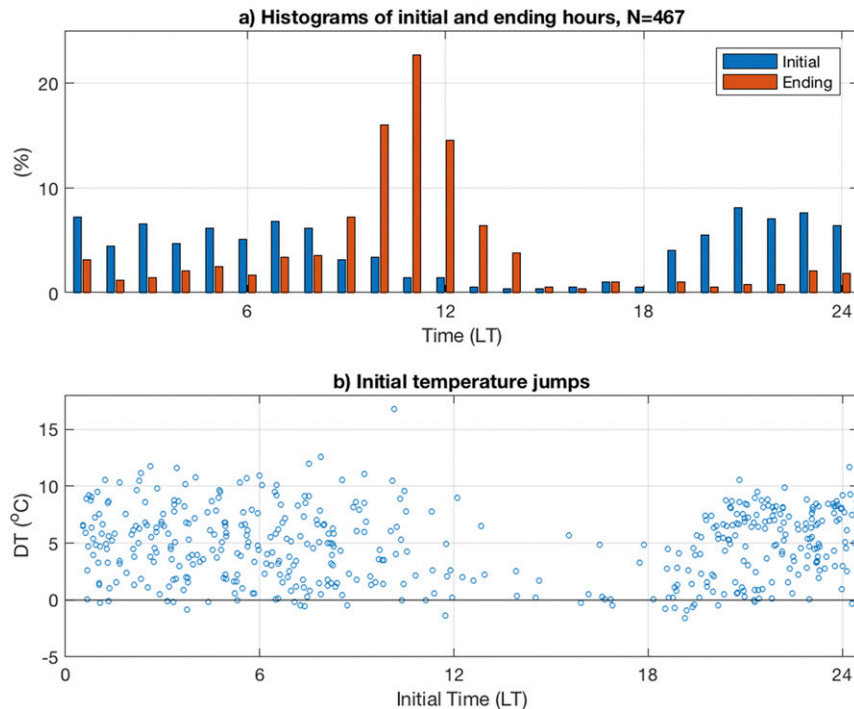 a) Histograms of initial and ending hours, N=467
Initial
Ending
20
10
0
(%)
6
12
18
24
Time (LT)
b) Initial temperature jumps
15
10
5
0
-5
DT (°C)
0
6
12
18
24
Initial Time (LT)